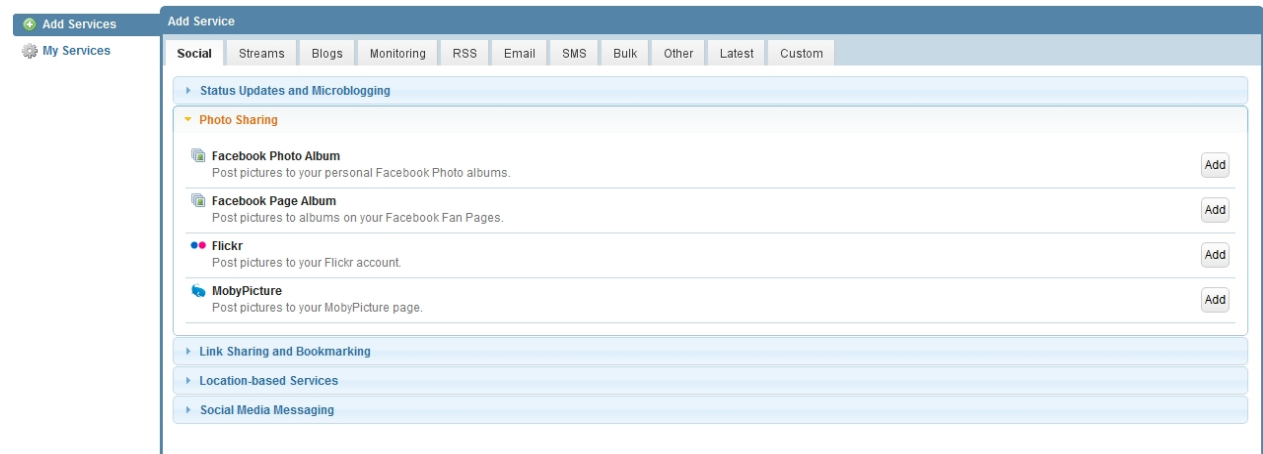 Add Services
My Services
Add Service
Social Streams Blogs Monitoring RSS Email SMS Bulk Other Latest Custom
Status Updates and Microblogging
Photo Sharing
Facebook Photo Album
Post pictures to your personal Facebook Photo albums.
Add
Facebook Page Album
Post pictures to albums on your Facebook Fan Pages.
Add
Flickr
Post pictures to your Flickr account.
Add
MobyPicture
Post pictures to your MobyPicture page.
Add
Link Sharing and Bookmarking
Location-based Services
Social Media Messaging